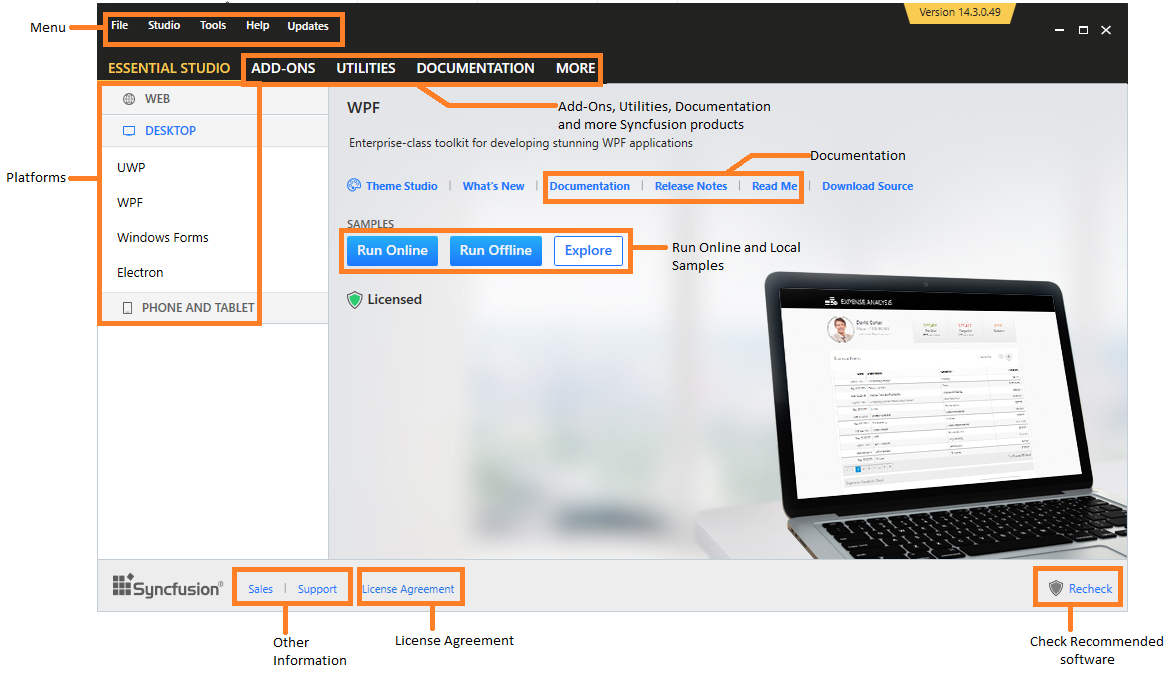 Version 14.3.0.49
Menu
File Studio Tools Help Updates
ESSENTIAL STUDIO ADD-ONS UTILITIES DOCUMENTATION MORE
WEB
WPF
Add-Ons, Utilities, Documentation
and more Syncfusion products
DESKTOP
Enterprise-class toolkit for developing stunning WPF applications
Documentation
UWP
Platforms
Theme Studio | What's New | Documentation | Release Notes | Read Me | Download Source
WPF
SAMPLES
Windows Forms
Run Online Run Offline Explore
Run Online and Local
Samples
Electron
PHONE AND TABLET
Licensed
EXPENSE ANALYSIS
Syncfusion®
Sales | Support
License Agreement
Recheck
Other
Information
License Agreement
Check Recommended
software